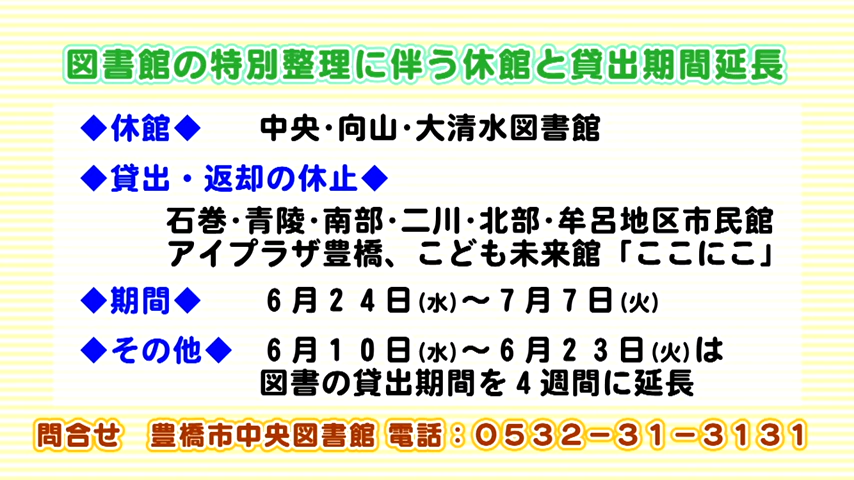 図書館の特別整理に伴う休館と貸出期間延長
◆休館◆ 中央・向山・大清水図書館
◆貸出・返却の休止◆
石巻・青陵・南部・二川・北部・牟呂地区市民館
アイプラザ豊橋、こども未来館「ここにこ」
◆期間◆ 6月24日(水)～7月7日(火)
◆その他◆ 6月10日(水)～6月23日(火)は
図書の貸出期間を4週間に延長
問合せ 豊橋市中央図書館 電話：0532－31－3131